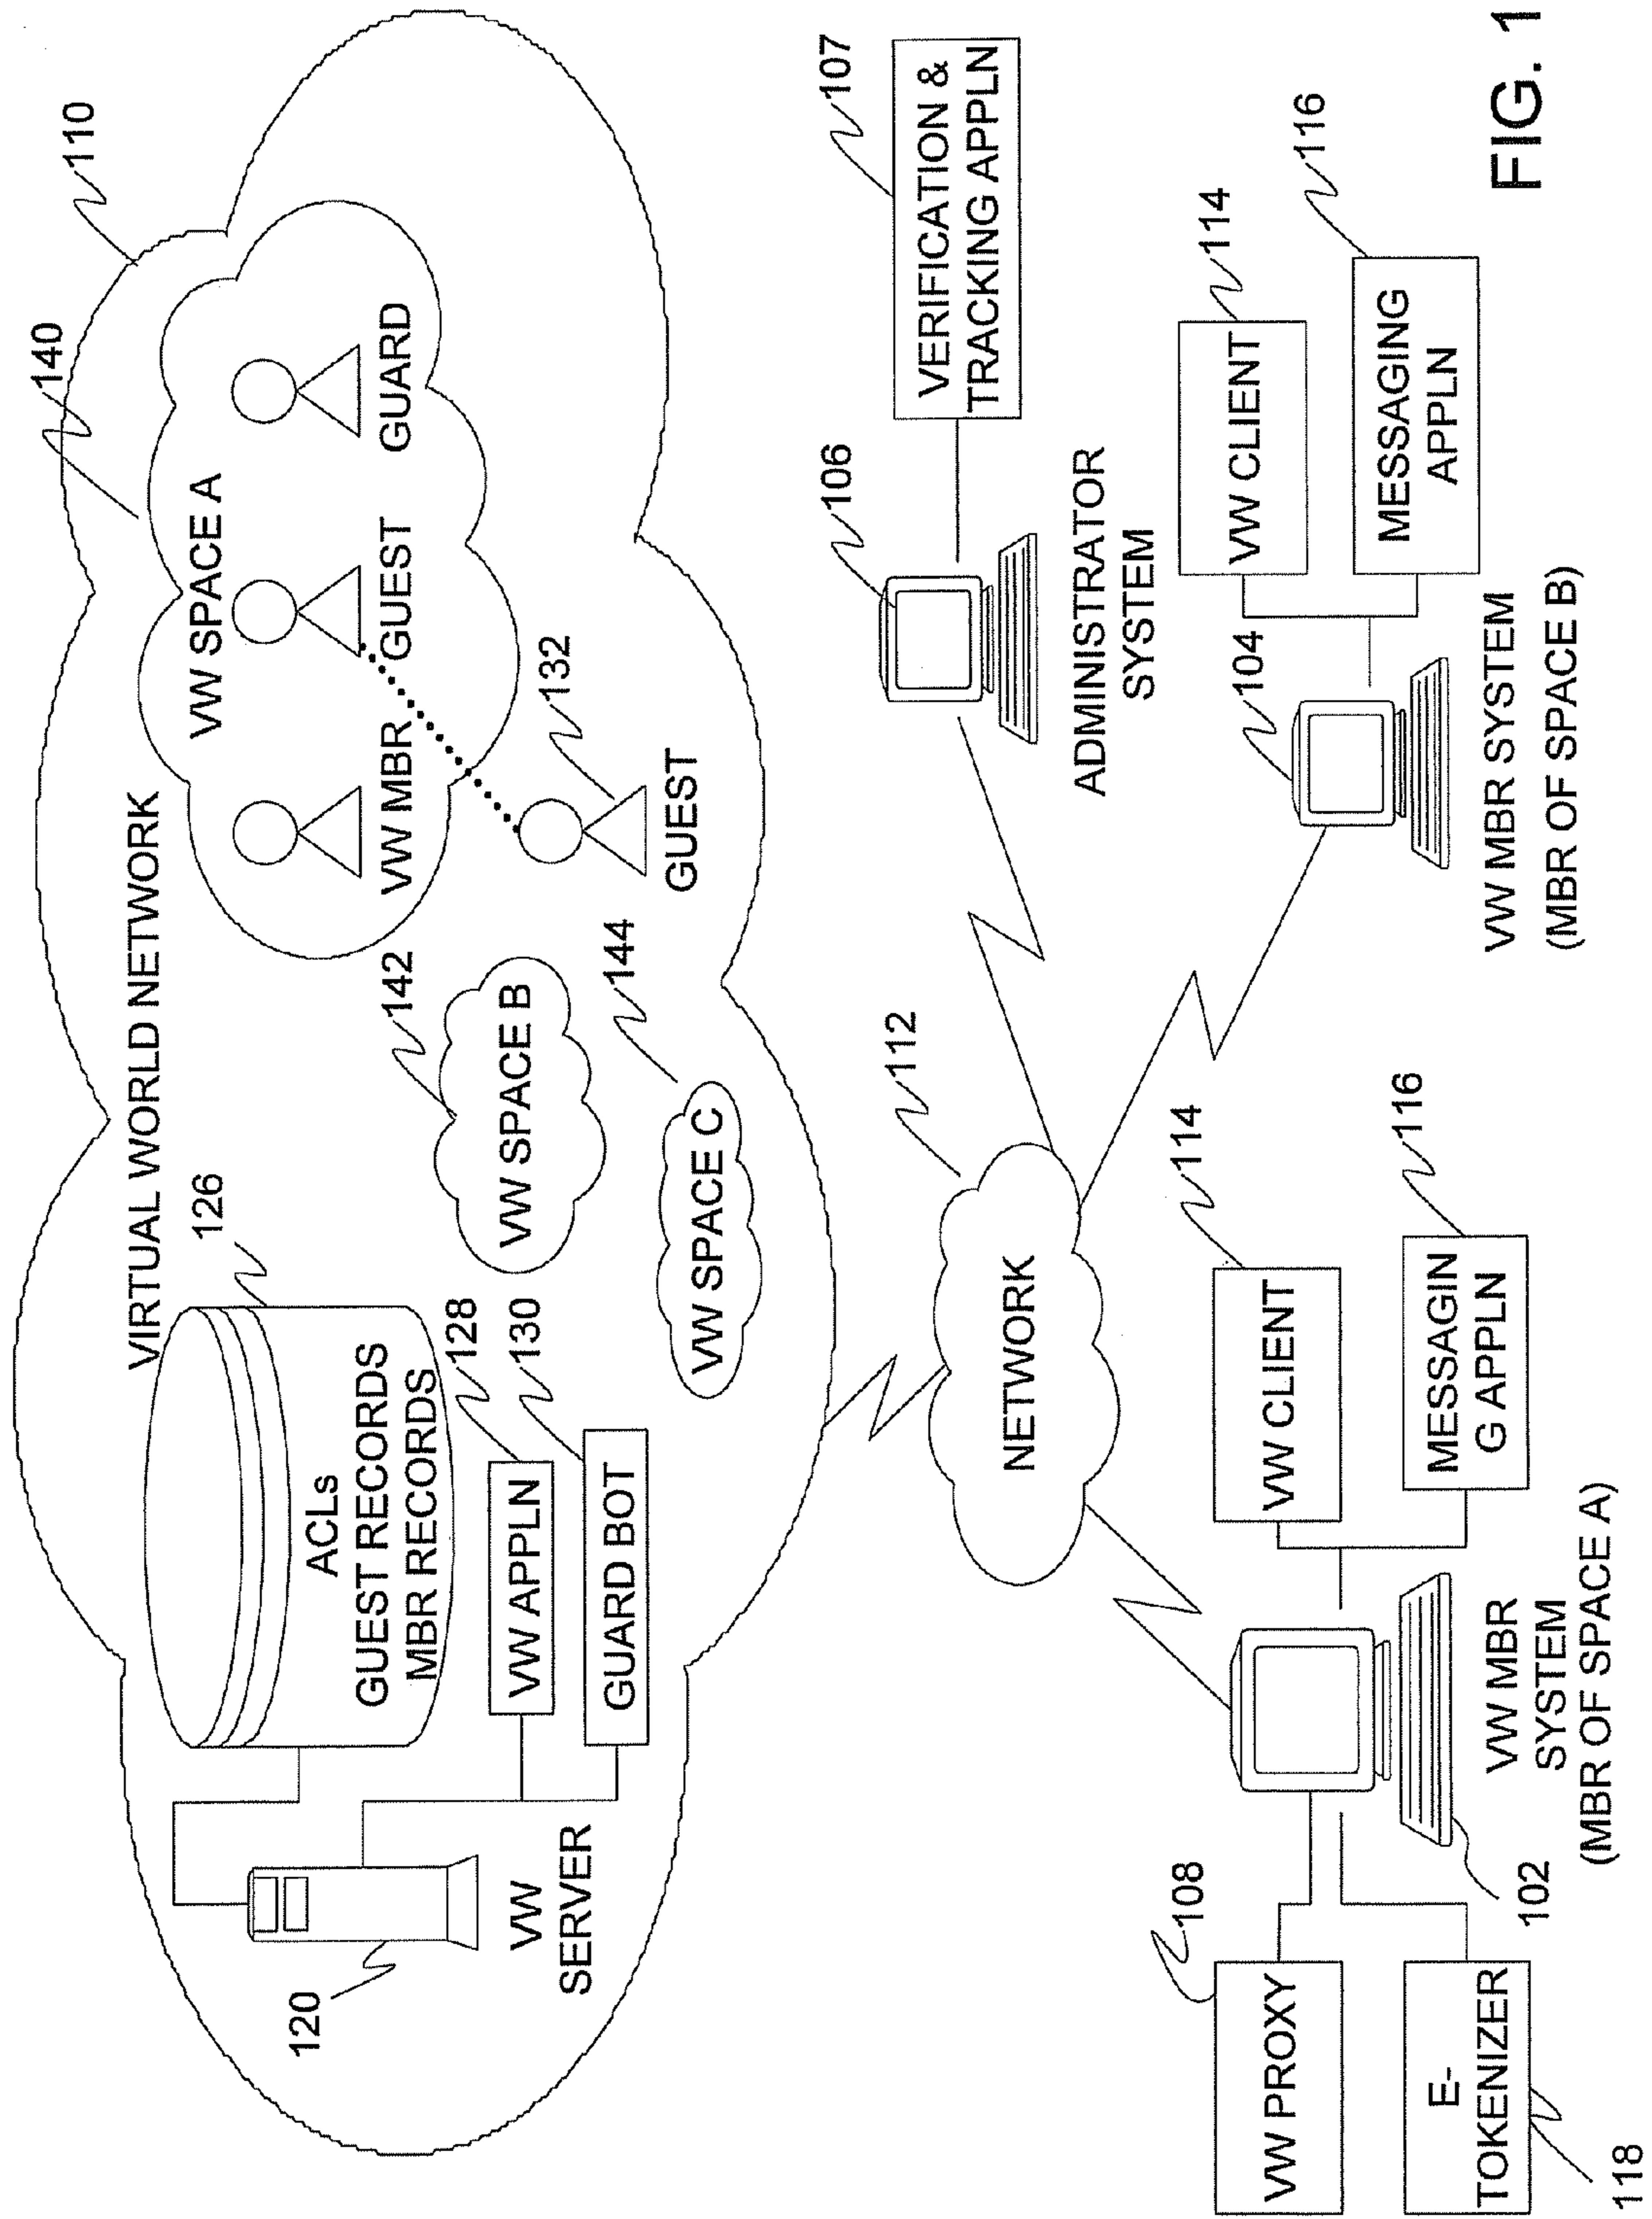 VIRTUAL WORLD NETWORK
110
140
126
VW SPACE A
ACLs
GUEST RECORDS
MBR RECORDS
VW MBR
GUEST
GUARD
120
VW
SERVER
128
VW APPLN
130
GUARD BOT
142
VW SPACE B
144
VW SPACE C
132
GUEST
112
NETWORK
106
107
VERIFICATION &
TRACKING APPLN
ADMINISTRATOR
SYSTEM
108
VW PROXY
E-
TOKENIZER
118
102
114
VW CLIENT
116
MESSAGIN
G APPLN
VW MBR
SYSTEM
(MBR OF SPACE A)
104
114
VW CLIENT
116
MESSAGING
APPLN
VW MBR SYSTEM
(MBR OF SPACE B)
FIG. 1